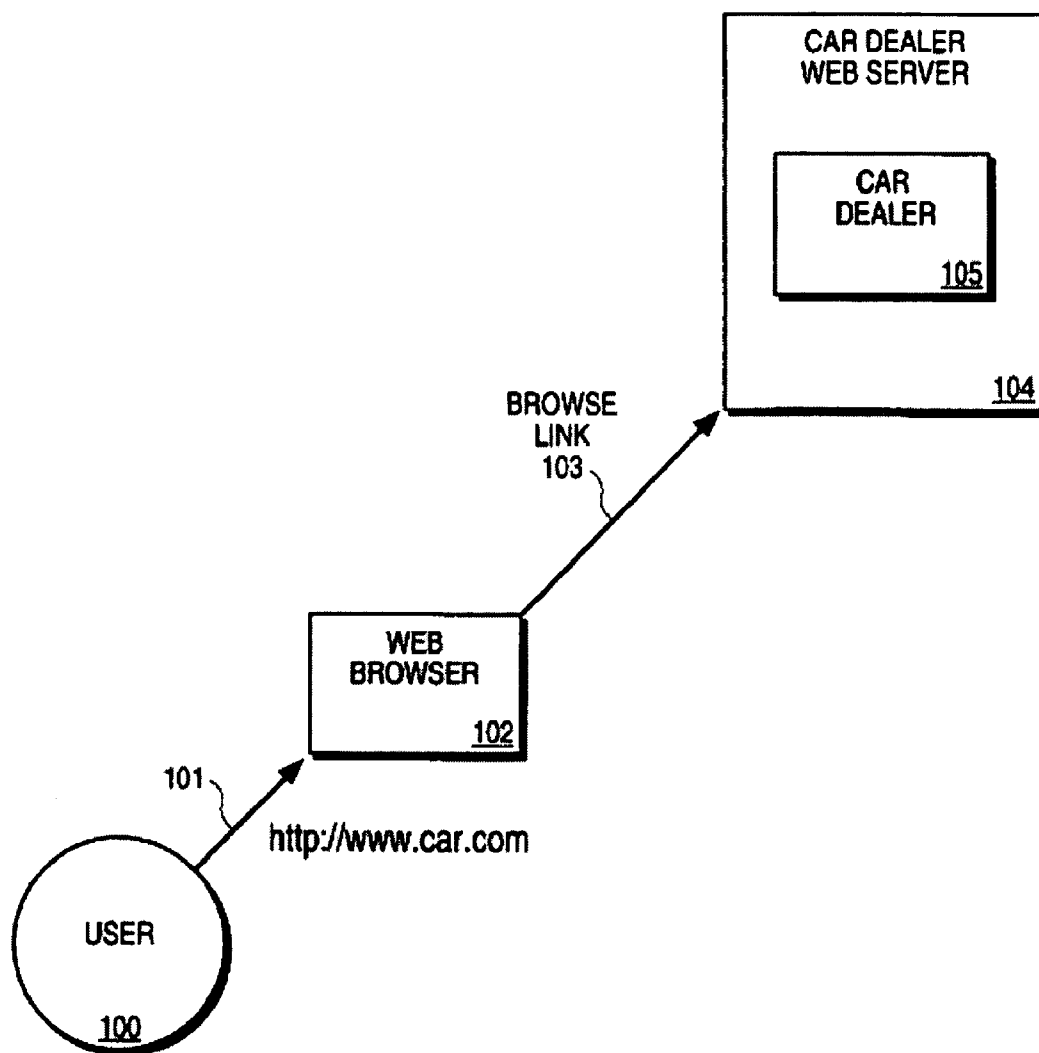 CAR DEALER
WEB SERVER
CAR
DEALER
105
104
BROWSE
LINK
103
WEB
BROWSER
102
101
http://www.car.com
USER
100